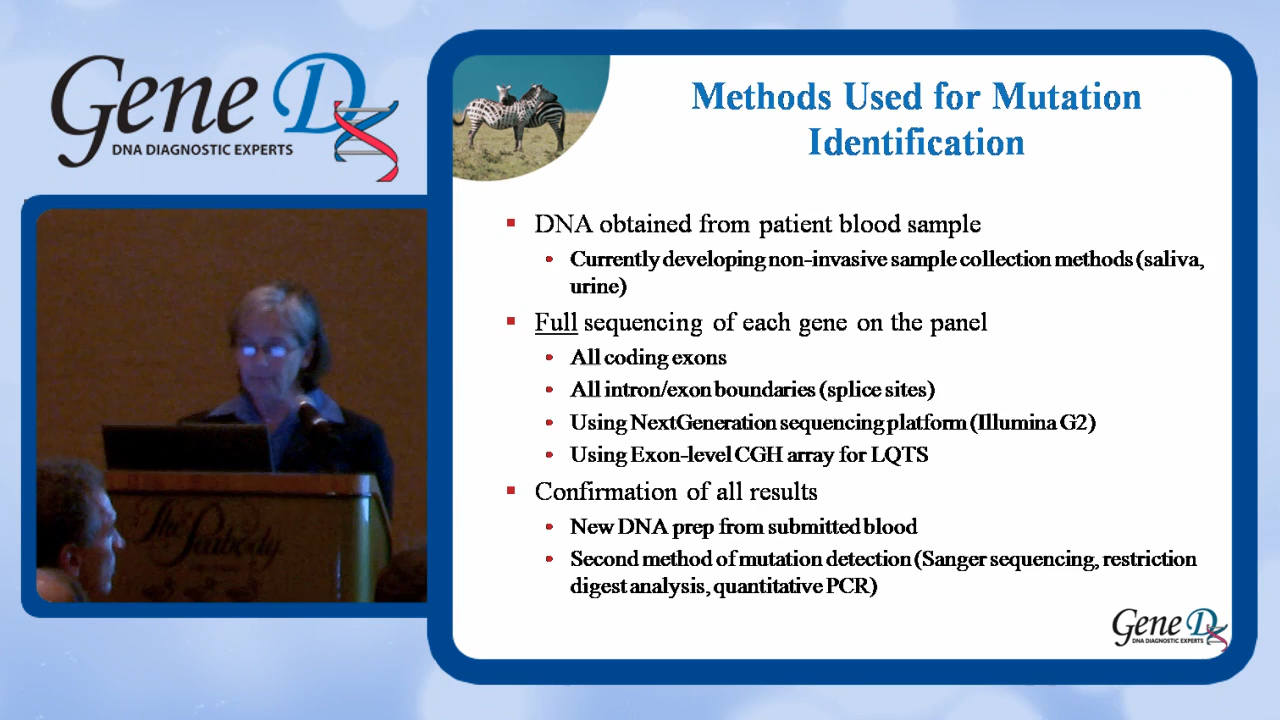 Gene Dx
DNA DIAGNOSTIC EXPERTS
Methods Used for Mutation
Identification
DNA obtained from patient blood sample
Currently developing non-invasive sample collection methods (saliva,
urine)
Full sequencing of each gene on the panel
All coding exons
All intron/exon boundaries (splice sites)
Using NextGeneration sequencing platform (Illumina G2)
Using Exon-level CGH array for LQTS
Confirmation of all results
New DNA prep from submitted blood
Second method of mutation detection (Sanger sequencing, restriction
digest analysis, quantitative PCR)
The Peabody
Gene Dx
DNA DIAGNOSTIC EXPERTS